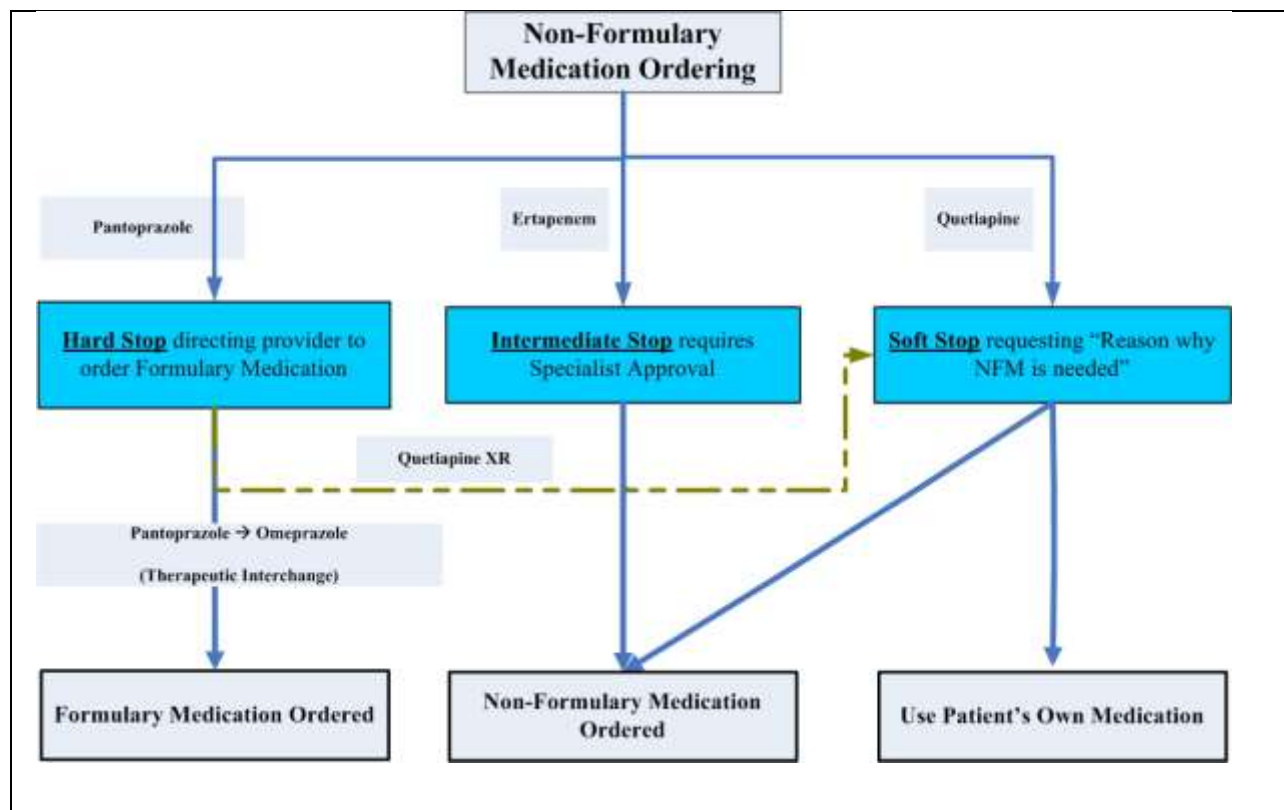 Non-Formulary
Medication Ordering
Pantoprazole
Ertapenem
Quetiapine
Hard Stop directing provider to
order Formulary Medication
Intermediate Stop requires
Specialist Approval
Soft Stop requesting “Reason why
NFM is needed”
Quetiapine XR
Pantoprazole → Omeprazole
(Therapeutic Interchange)
Formulary Medication Ordered
Non-Formulary Medication
Ordered
Use Patient’s Own Medication